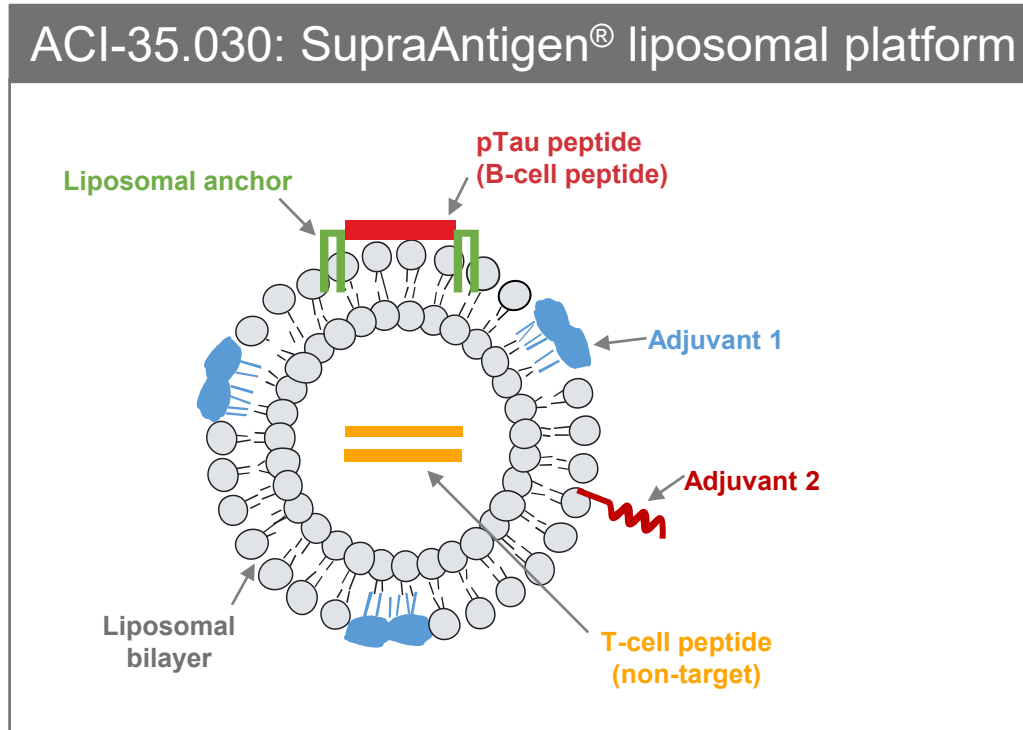 ACI-35.030: SupraAntigen® liposomal platform
pTau peptide
(B-cell peptide)
Liposomal anchor
Adjuvant 1
Adjuvant 2
Liposomal
bilayer
T-cell peptide
(non-target)